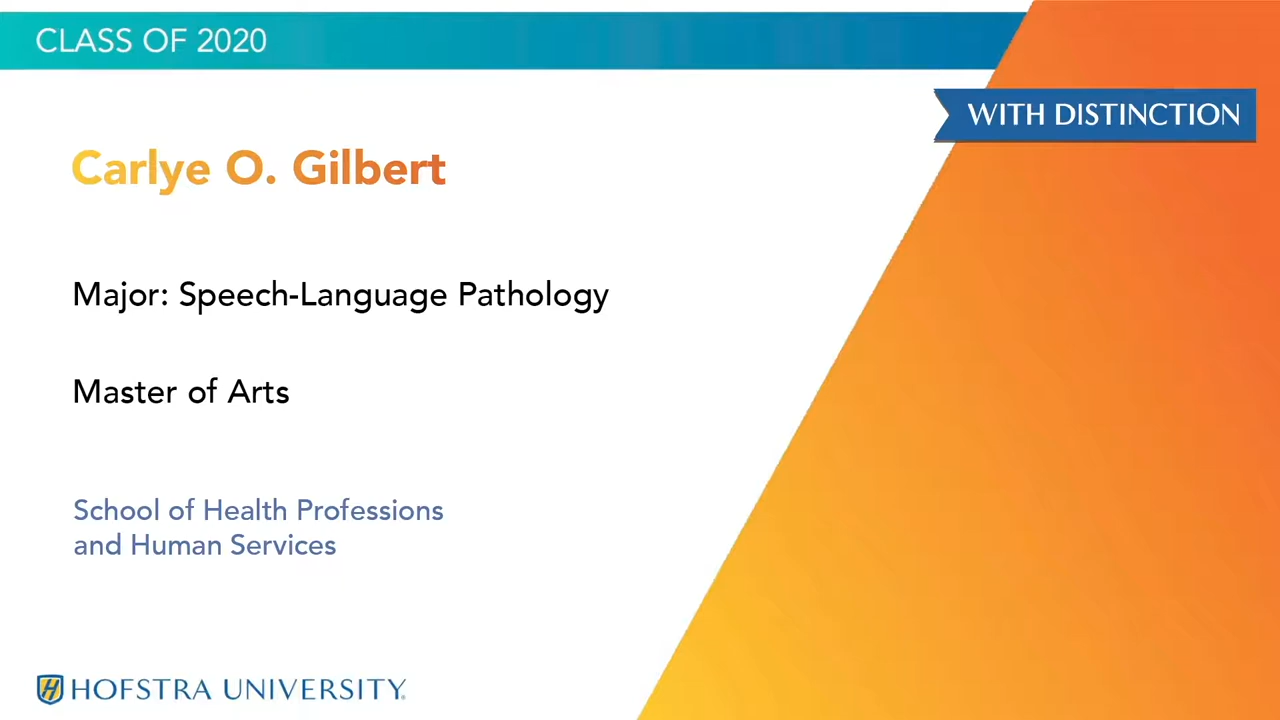 CLASS OF 2020
WITH DISTINCTION
Carlye O. Gilbert
Major: Speech-Language Pathology
Master of Arts
School of Health Professions
and Human Services
HOFSTRA UNIVERSITY®